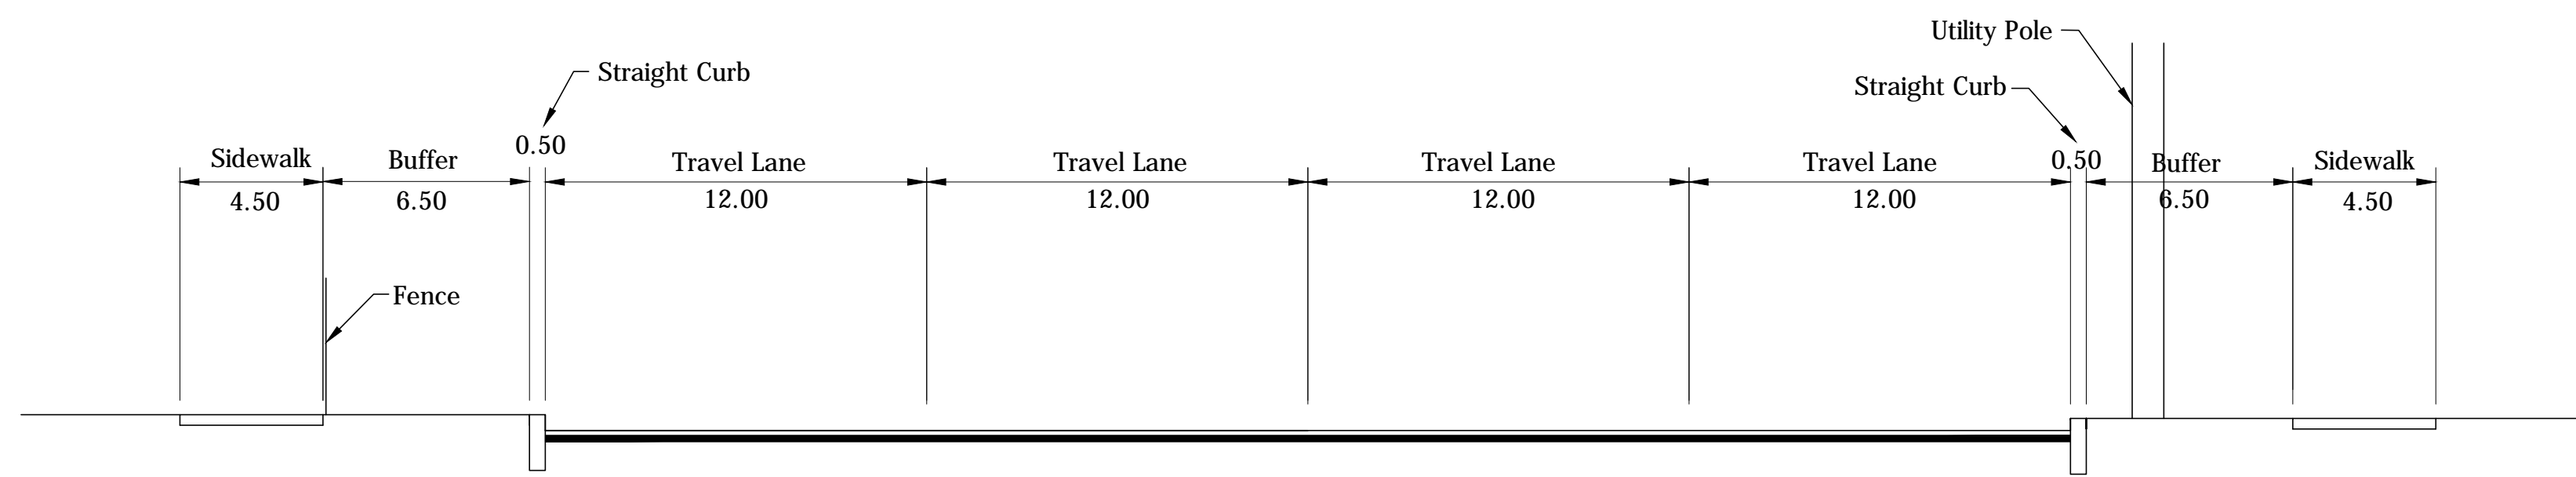 Utility Pole
Straight Curb
Straight Curb
0.50
Sidewalk
Buffer
Travel Lane
Travel Lane
Travel Lane
Travel Lane
0.50
Buffer
Sidewalk
4.50
6.50
12.00
12.00
12.00
12.00
6.50
4.50
Fence